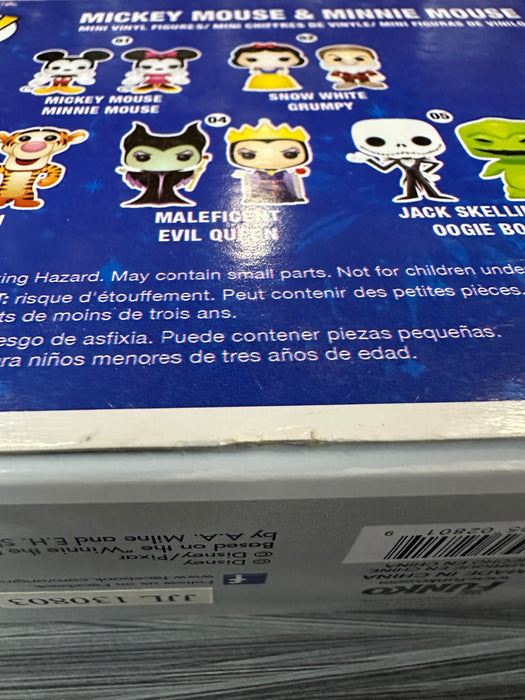 MICKEY MOUSE & MINNIE MOUSE
MINI VINYL FIGURES/ MINI CHIFFRES DE VINYLE/ MINI FIGURAS DE VINILO
01
MICKEY MOUSE
MINNIE MOUSE
SNOW WHITE
GRUMPY
04
MALEFICENT
EVIL QUEEN
05
JACK SKELLI
OOGIE BO
ing Hazard. May contain small parts. Not for children unde
T: risque d'étouffement. Peut contenir des petites pièces.
ts de moins de trois ans.
esgo de asfixia. Puede contener piezas pequeñas.
ra niños menores de tres años de edad.
JJL 130803
f
© Disney/Pixar
Based on the "Winnie the
by A.A. Milne and E.H. S
FUNKO
IN CHINA
02801 9